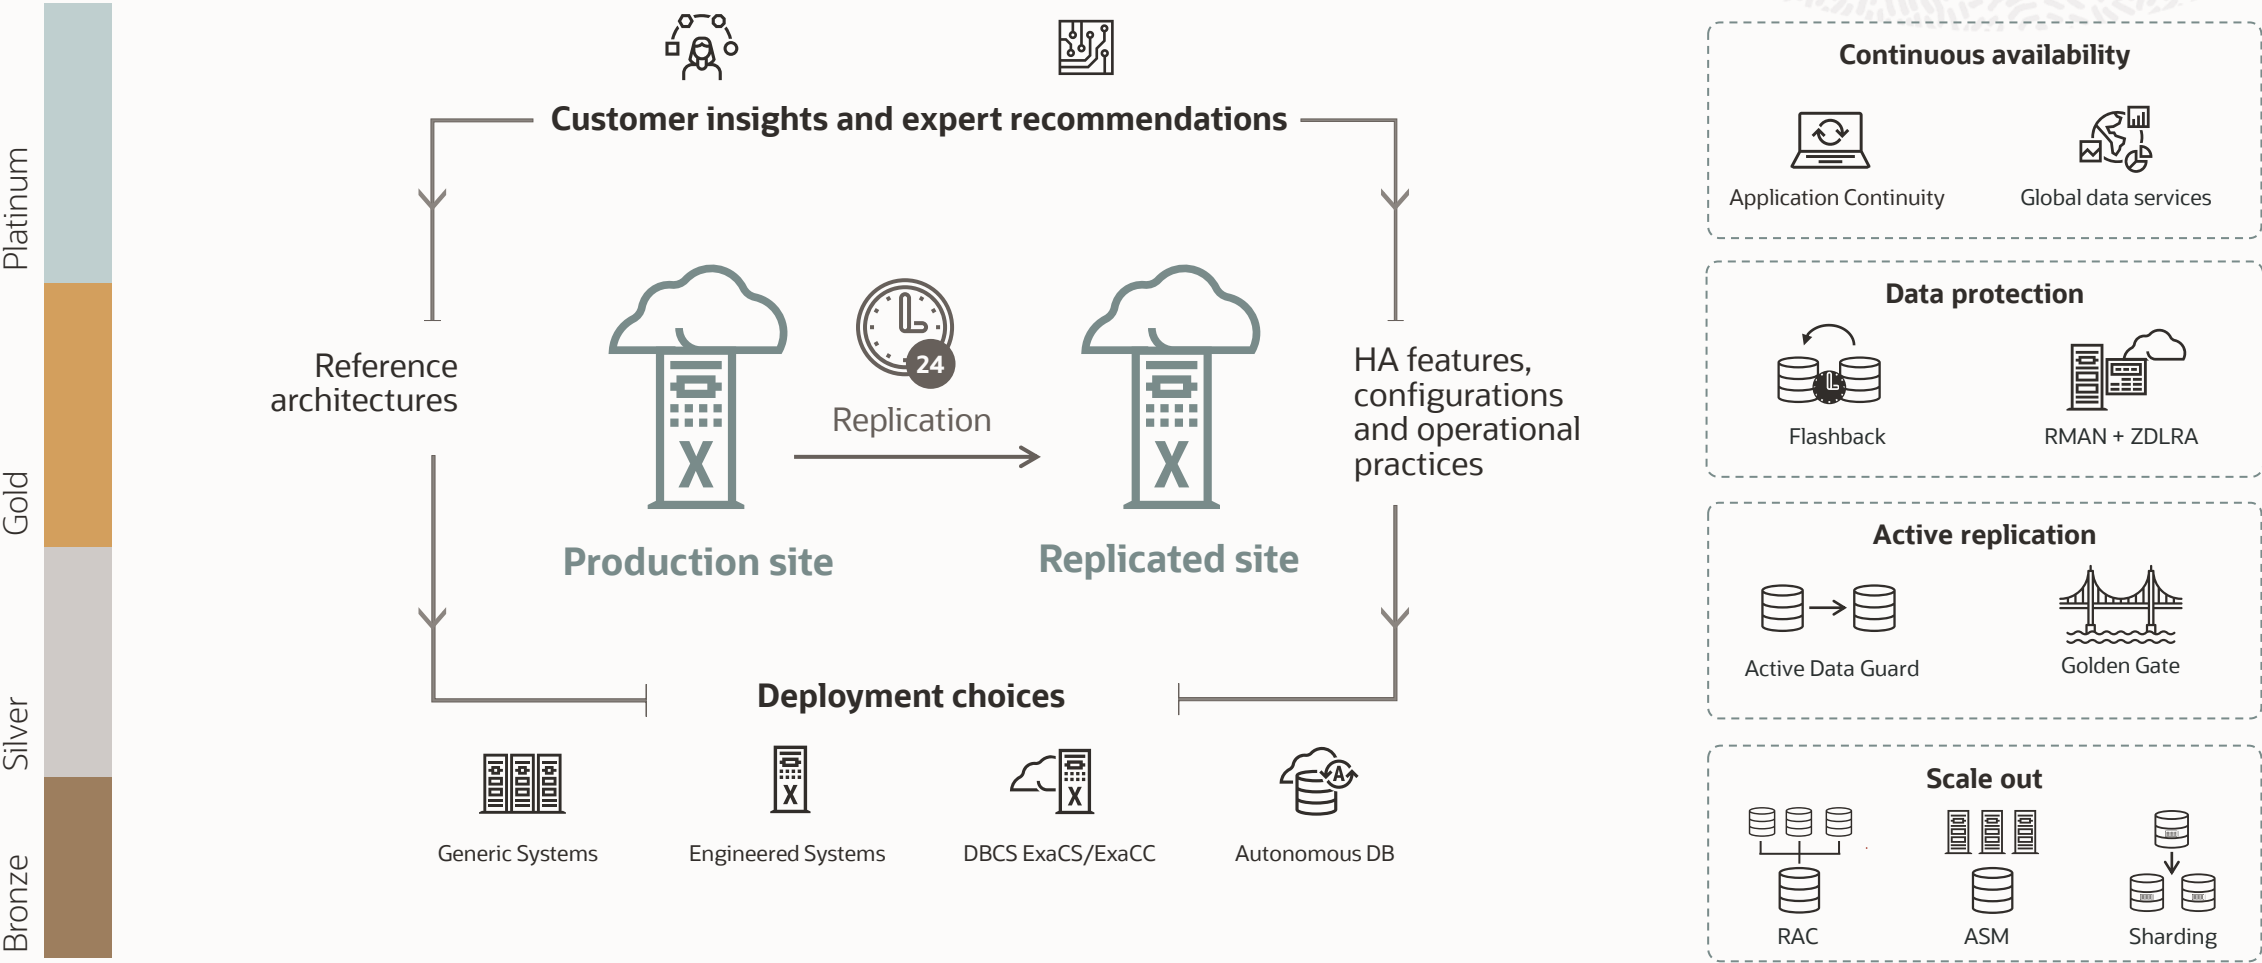 Platinum
Gold
Silver
Bronze
Customer insights and expert recommendations
Reference
architectures
24
Replication
X
X
Production site
Replicated site
HA features,
configurations
and operational
practices
Deployment choices
X
X
A
Generic Systems
Engineered Systems
DBCS ExaCS/ExaCC
Autonomous DB
Continuous availability
Application Continuity
Global data services
Data protection
Flashback
RMAN + ZDLRA
Active replication
Active Data Guard
Golden Gate
Scale out
RAC
ASM
Sharding